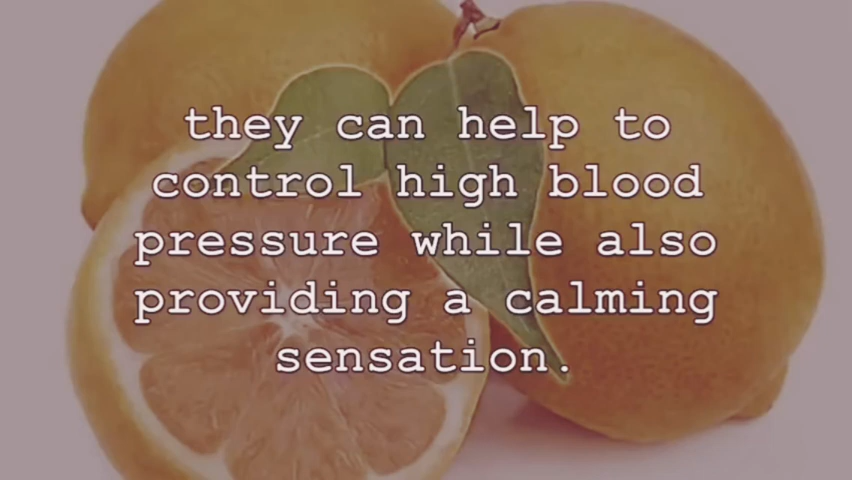 they can help to
control high blood
pressure while also
providing a calming
sensation.